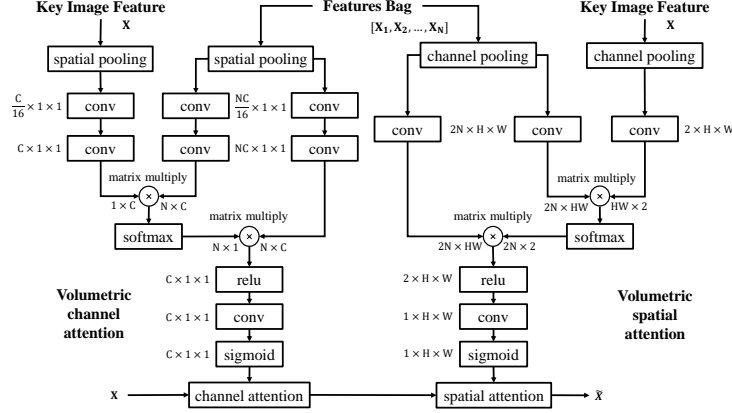 Key Image Feature
Features Bag
Key Image Feature
X
[X₁, X₂, ..., X_N]
X
spatial pooling
spatial pooling
channel pooling
channel pooling
C/16 × 1 × 1
conv
conv
NC/16 × 1 × 1
conv
conv
2N × H × W
conv
conv
2 × H × W
C × 1 × 1
conv
conv
NC × 1 × 1
conv
matrix multiply
×
1 × C
N × C
matrix multiply
×
2N × HW
HW × 2
softmax
matrix multiply
×
N × 1
N × C
matrix multiply
×
2N × HW
2N × 2
softmax
C × 1 × 1
relu
2 × H × W
relu
Volumetric
channel
attention
C × 1 × 1
conv
1 × H × W
conv
Volumetric
spatial
attention
C × 1 × 1
sigmoid
1 × H × W
sigmoid
X
channel attention
spatial attention
X̃